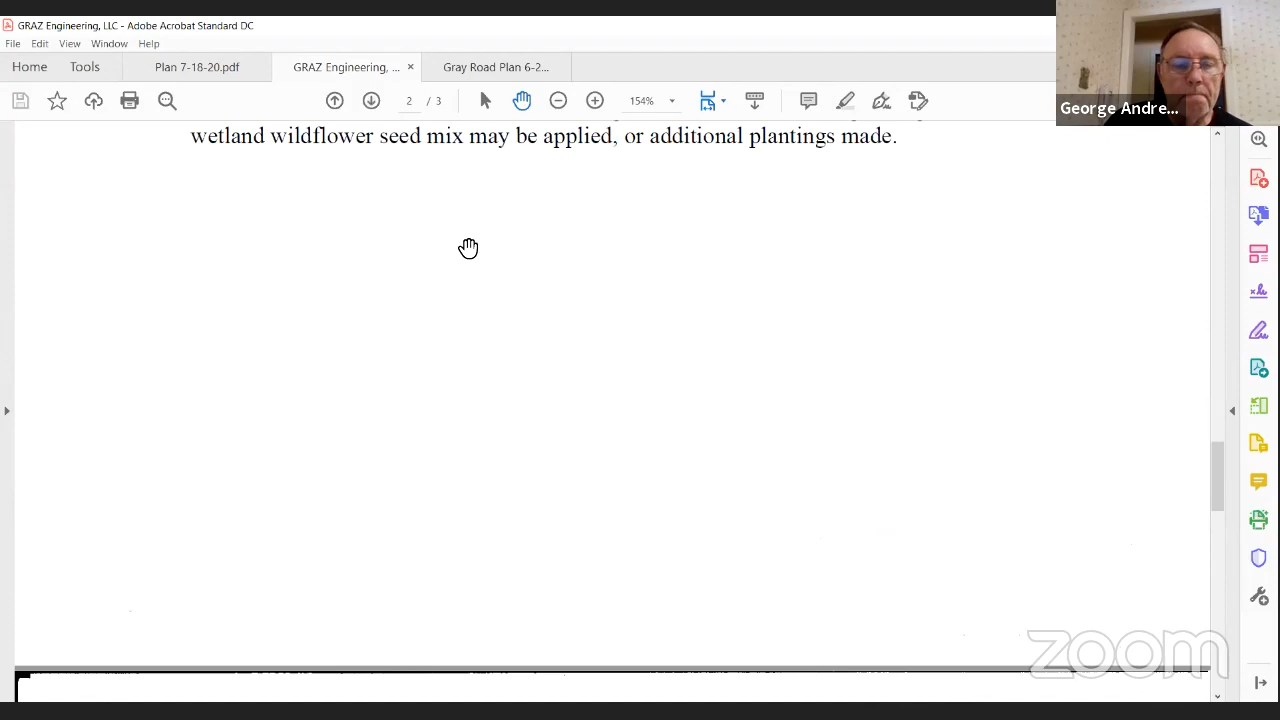 GRAZ Engineering, LLC - Adobe Acrobat Standard DC
File Edit View Window Help
Home Tools Plan 7-18-20.pdf GRAZ Engineering, ... × Gray Road Plan 6-2...
2 / 3 154%
George Andre...
wetland wildflower seed mix may be applied, or additional plantings made.
zoom